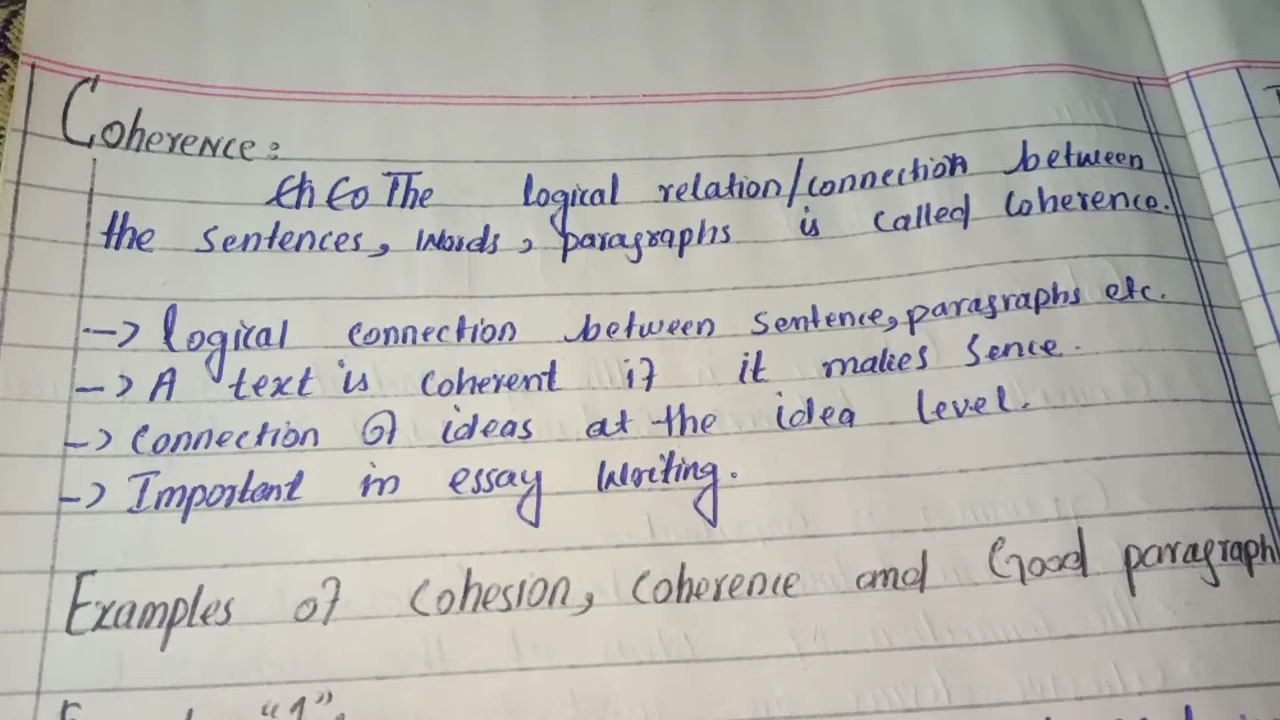 Coherence:
The logical relation/connection between
the sentences, words, paragraphs is called Coherence.
-> Logical connection between sentence, paragraphs etc.
-> A text is coherent if it makes Sence.
-> Connection of ideas at the idea level.
-> Important in essay writing.
Examples of Cohesion, Coherence and Good paragraph
"1".